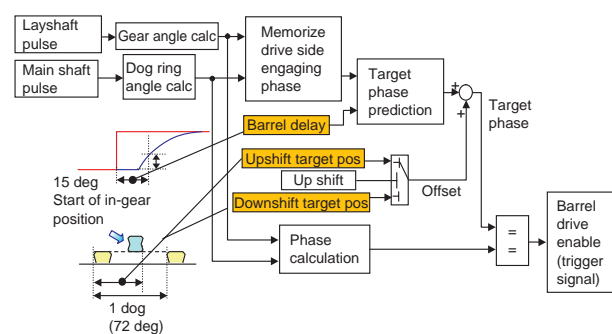 Layshaft
pulse
Gear angle calc
Main shaft
pulse
Dog ring
angle calc
Memorize
drive side
engaging
phase
Target
phase
prediction
+
+
Target
phase
Barrel delay
Upshift target pos
Up shift
Downshift target pos
Offset
15 deg
Start of in-gear
position
Phase
calculation
=
=
Barrel
drive
enable
(trigger
signal)
1 dog
(72 deg)